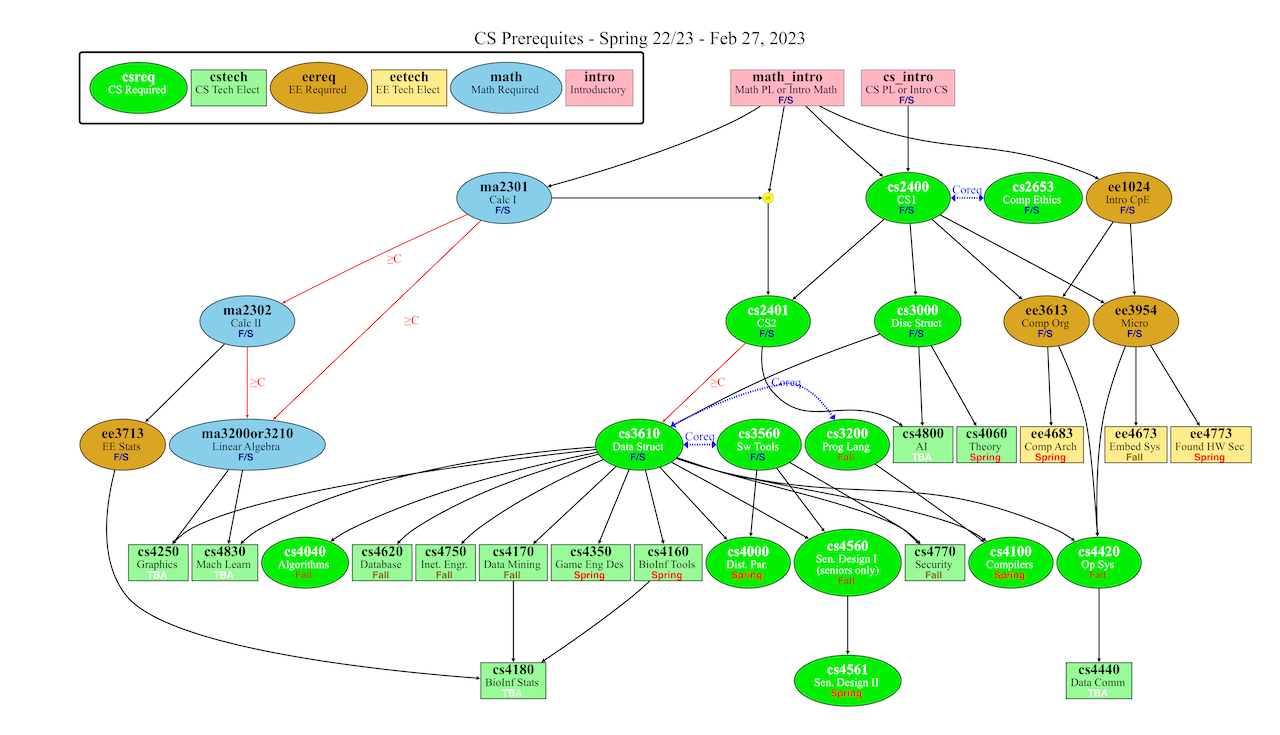 CS Prerequites - Spring 22/23 - Feb 27, 2023
csreq
CS Required
cstech
CS Tech Elect
eereq
EE Required
eetech
EE Tech Elect
math
Math Required
intro
Introductory
math_intro
Math PL or Intro Math
F/S
cs_intro
CS PL or Intro CS
F/S
ma2301
Calc I
F/S
or
cs2400
CS1
F/S
Coreq
cs2653
Comp Ethics
F/S
ee1024
Intro CpE
F/S
≥C
≥C
ma2302
Calc II
F/S
cs2401
CS2
F/S
cs3000
Disc Struct
F/S
ee3613
Comp Org
F/S
ee3954
Micro
F/S
≥C
≥C
Coreq
ee3713
EE Stats
F/S
ma3200or3210
Linear Algebra
F/S
cs3610
Data Struct
F/S
Coreq
cs3560
Sw Tools
F/S
cs3200
Prog Lang
Fall
cs4800
AI
TBA
cs4060
Theory
Spring
ee4683
Comp Arch
Spring
ee4673
Embed Sys
Fall
ee4773
Found HW Sec
Spring
cs4250
Graphics
TBA
cs4830
Mach Learn
TBA
cs4040
Algorithms
Fall
cs4620
Database
Fall
cs4750
Inet. Engr.
Fall
cs4170
Data Mining
Fall
cs4350
Game Eng Des
Spring
cs4160
BioInf Tools
Spring
cs4000
Dist. Par.
Spring
cs4560
Sen. Design I
(seniors only)
Fall
cs4770
Security
Fall
cs4100
Compilers
Spring
cs4420
Op Sys
Fall
cs4180
BioInf Stats
TBA
cs4561
Sen. Design II
Spring
cs4440
Data Comm
TBA